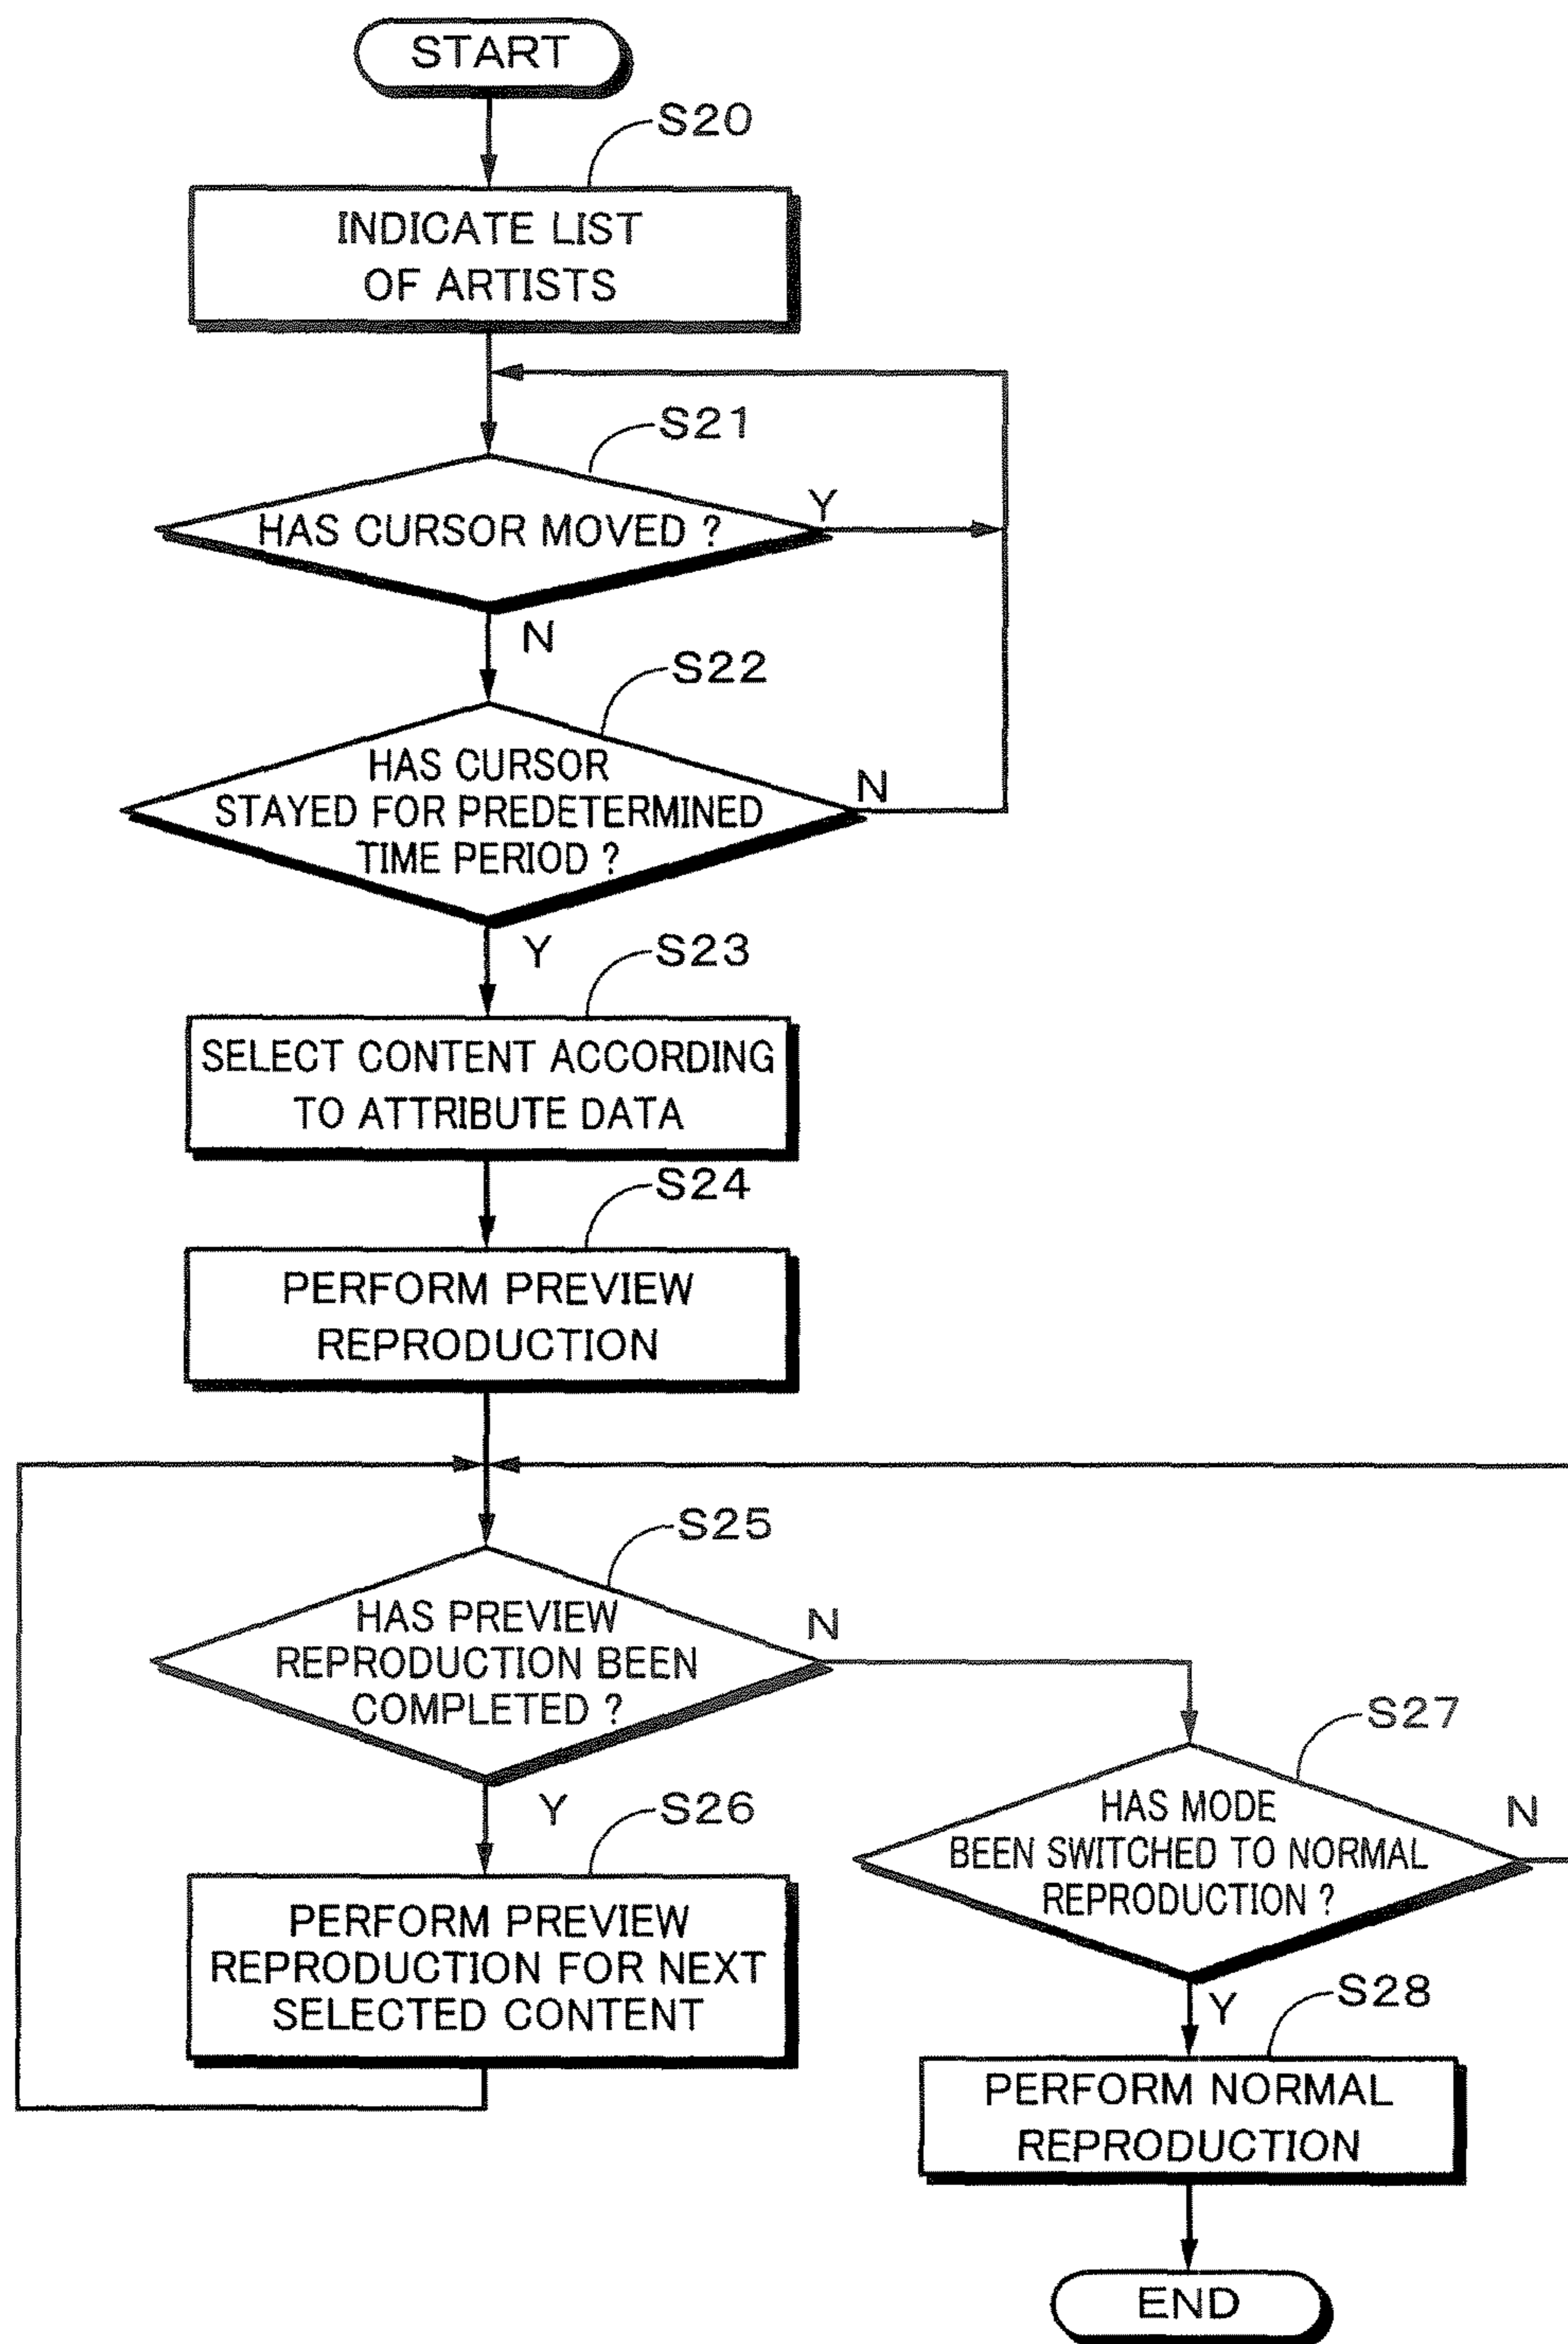 START
S20
INDICATE LIST
OF ARTISTS
S21
HAS CURSOR MOVED ?
Y
N
S22
HAS CURSOR
STAYED FOR PREDETERMINED
TIME PERIOD ?
N
Y
S23
SELECT CONTENT ACCORDING
TO ATTRIBUTE DATA
S24
PERFORM PREVIEW
REPRODUCTION
S25
HAS PREVIEW
REPRODUCTION BEEN
COMPLETED ?
N
Y
S26
PERFORM PREVIEW
REPRODUCTION FOR NEXT
SELECTED CONTENT
S27
HAS MODE
BEEN SWITCHED TO NORMAL
REPRODUCTION ?
N
Y
S28
PERFORM NORMAL
REPRODUCTION
END